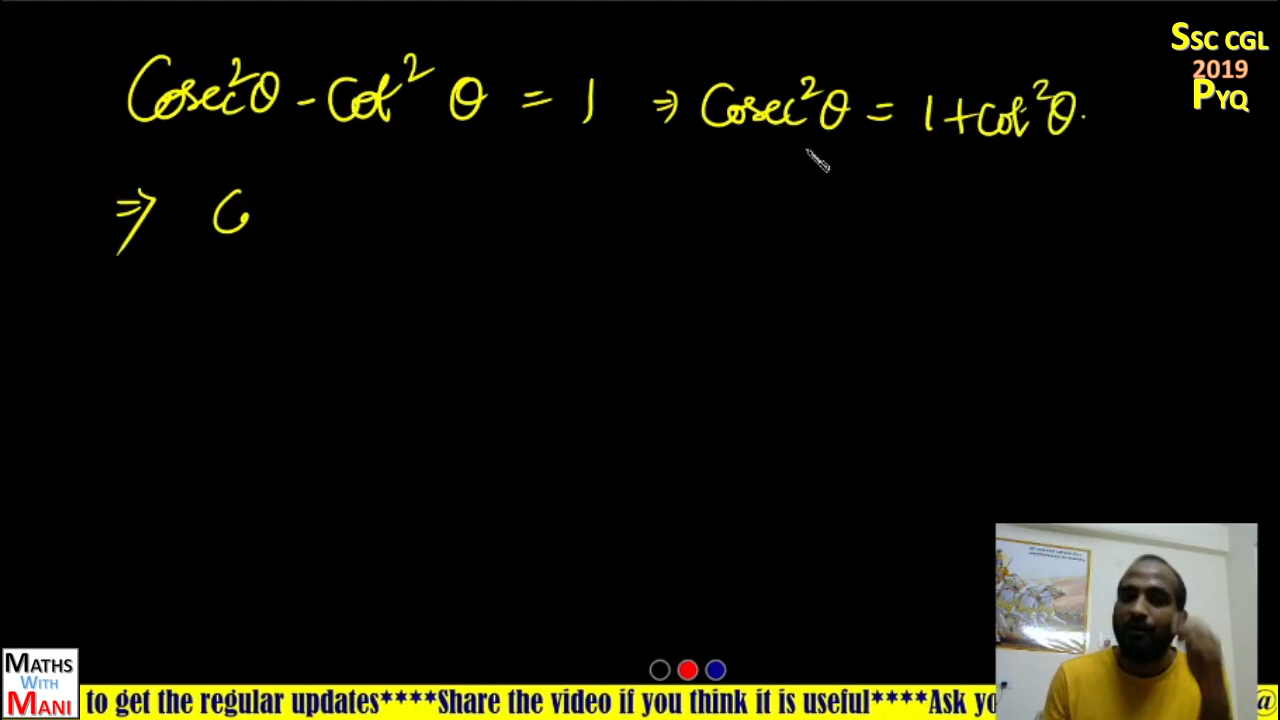 Cosec²θ - Cot² θ = 1 ⇒ Cosec²θ = 1 + Cot²θ.
⇒ C
SSC CGL
2019
PYQ
MATHS
WITH
MANI
to get the regular updates****Share the video if you think it is useful****Ask yo
@